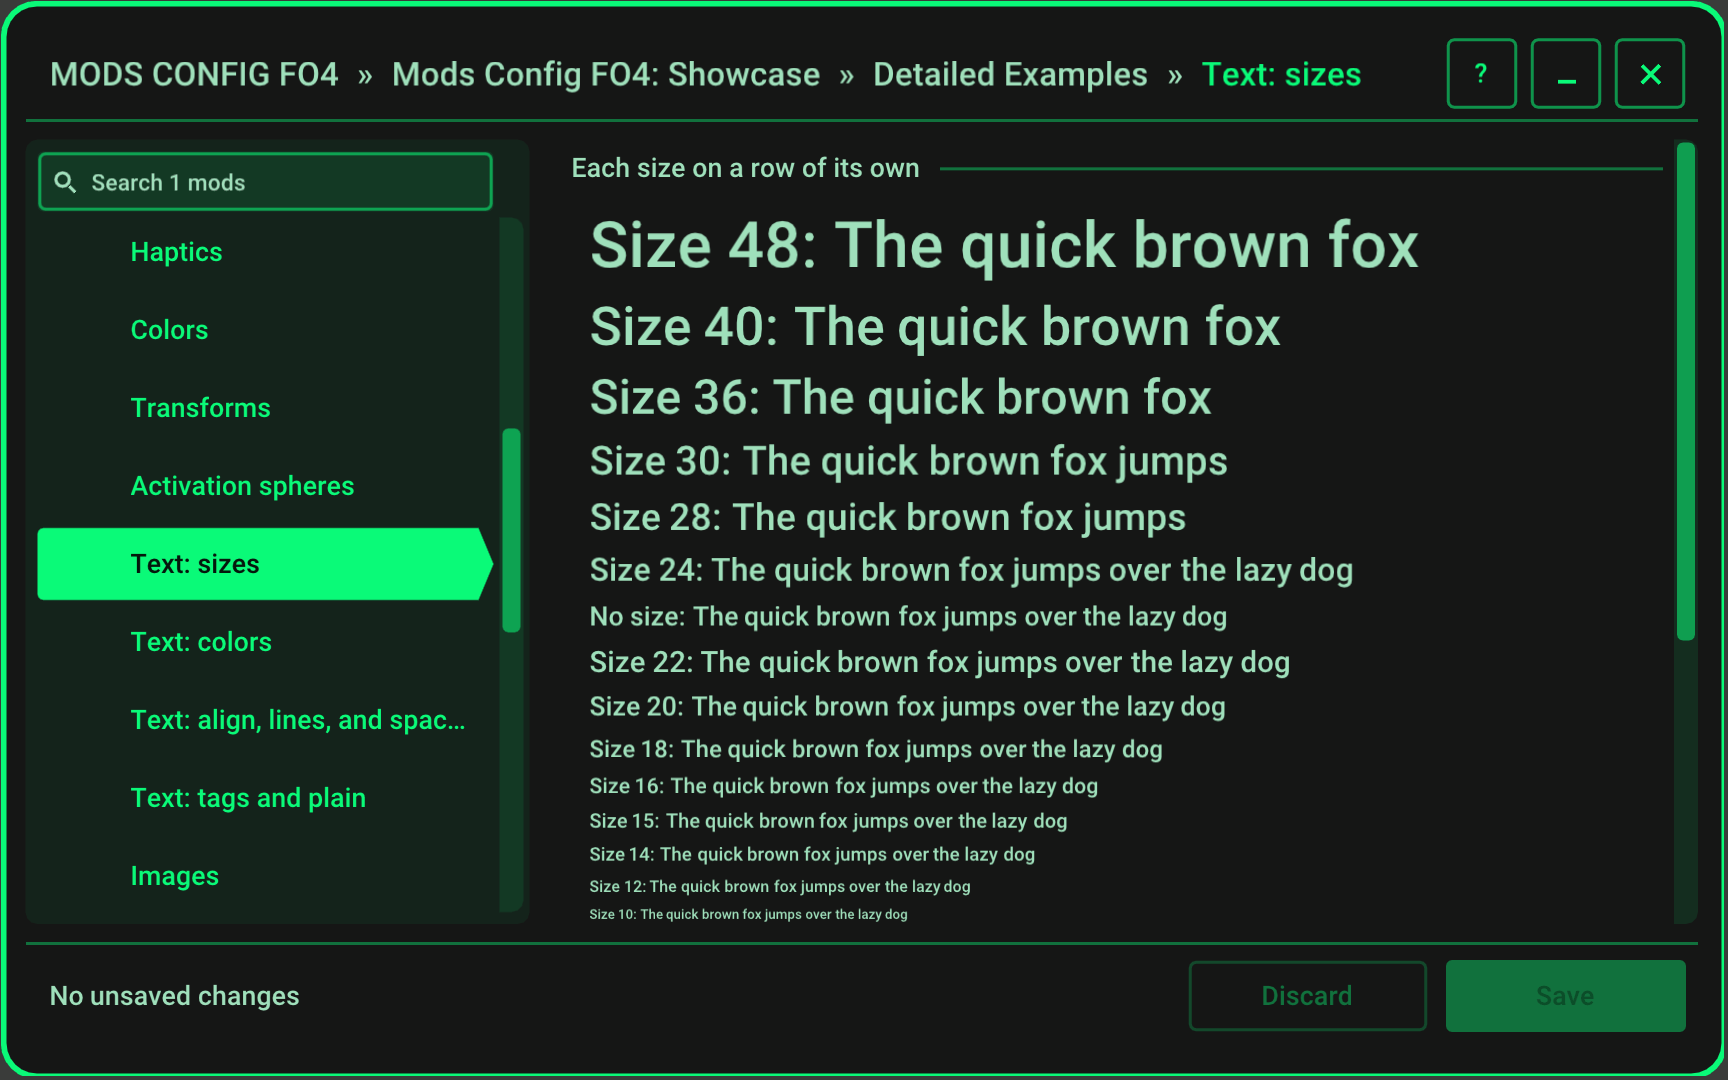 MODS CONFIG FO4 » Mods Config FO4: Showcase » Detailed Examples » Text: sizes
?
Search 1 mods
Haptics
Colors
Transforms
Activation spheres
Text: sizes
Text: colors
Text: align, lines, and spac...
Text: tags and plain
Images
Each size on a row of its own
Size 48: The quick brown fox
Size 40: The quick brown fox
Size 36: The quick brown fox
Size 30: The quick brown fox jumps
Size 28: The quick brown fox jumps
Size 24: The quick brown fox jumps over the lazy dog
No size: The quick brown fox jumps over the lazy dog
Size 22: The quick brown fox jumps over the lazy dog
Size 20: The quick brown fox jumps over the lazy dog
Size 18: The quick brown fox jumps over the lazy dog
Size 16: The quick brown fox jumps over the lazy dog
Size 15: The quick brown fox jumps over the lazy dog
Size 14: The quick brown fox jumps over the lazy dog
Size 12: The quick brown fox jumps over the lazy dog
Size 10: The quick brown fox jumps over the lazy dog
No unsaved changes
Discard
Save